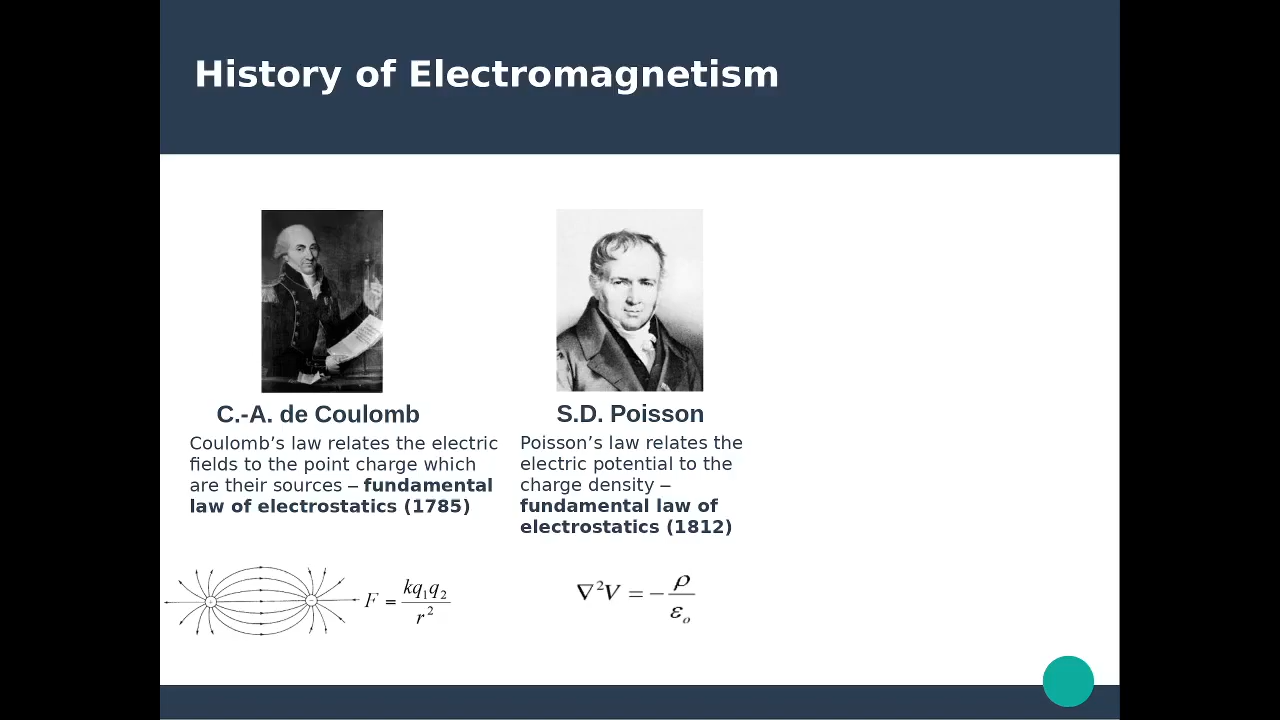 History of Electromagnetism
C.-A. de Coulomb
Coulomb’s law relates the electric
fields to the point charge which
are their sources – fundamental
law of electrostatics (1785)
F = kq₁q₂ / r²
S.D. Poisson
Poisson’s law relates the
electric potential to the
charge density –
fundamental law of
electrostatics (1812)
∇²V = − ρ / εₒ